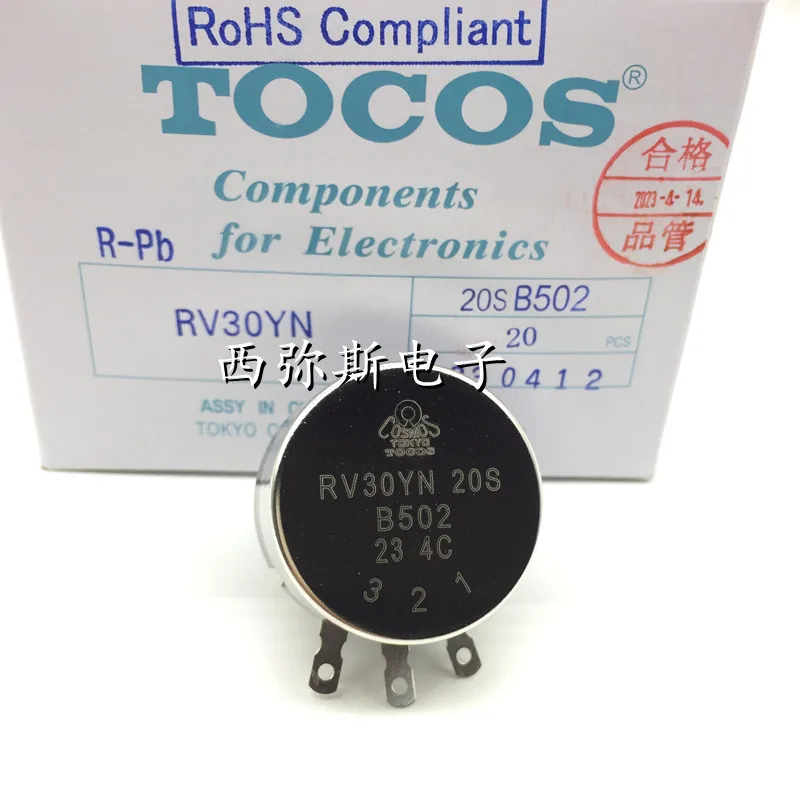 RoHS Compliant
TOCOS®
Components
for Electronics
合格
2023-4-14.
品管
R-Pb
RV30YN
20S B502
20 PCS
0412
西弥斯电子
ASSY IN
TOKYO
COSMOS
TOKYO
TOCOS
RV30YN 20S
B502
23 4C
3 2 1